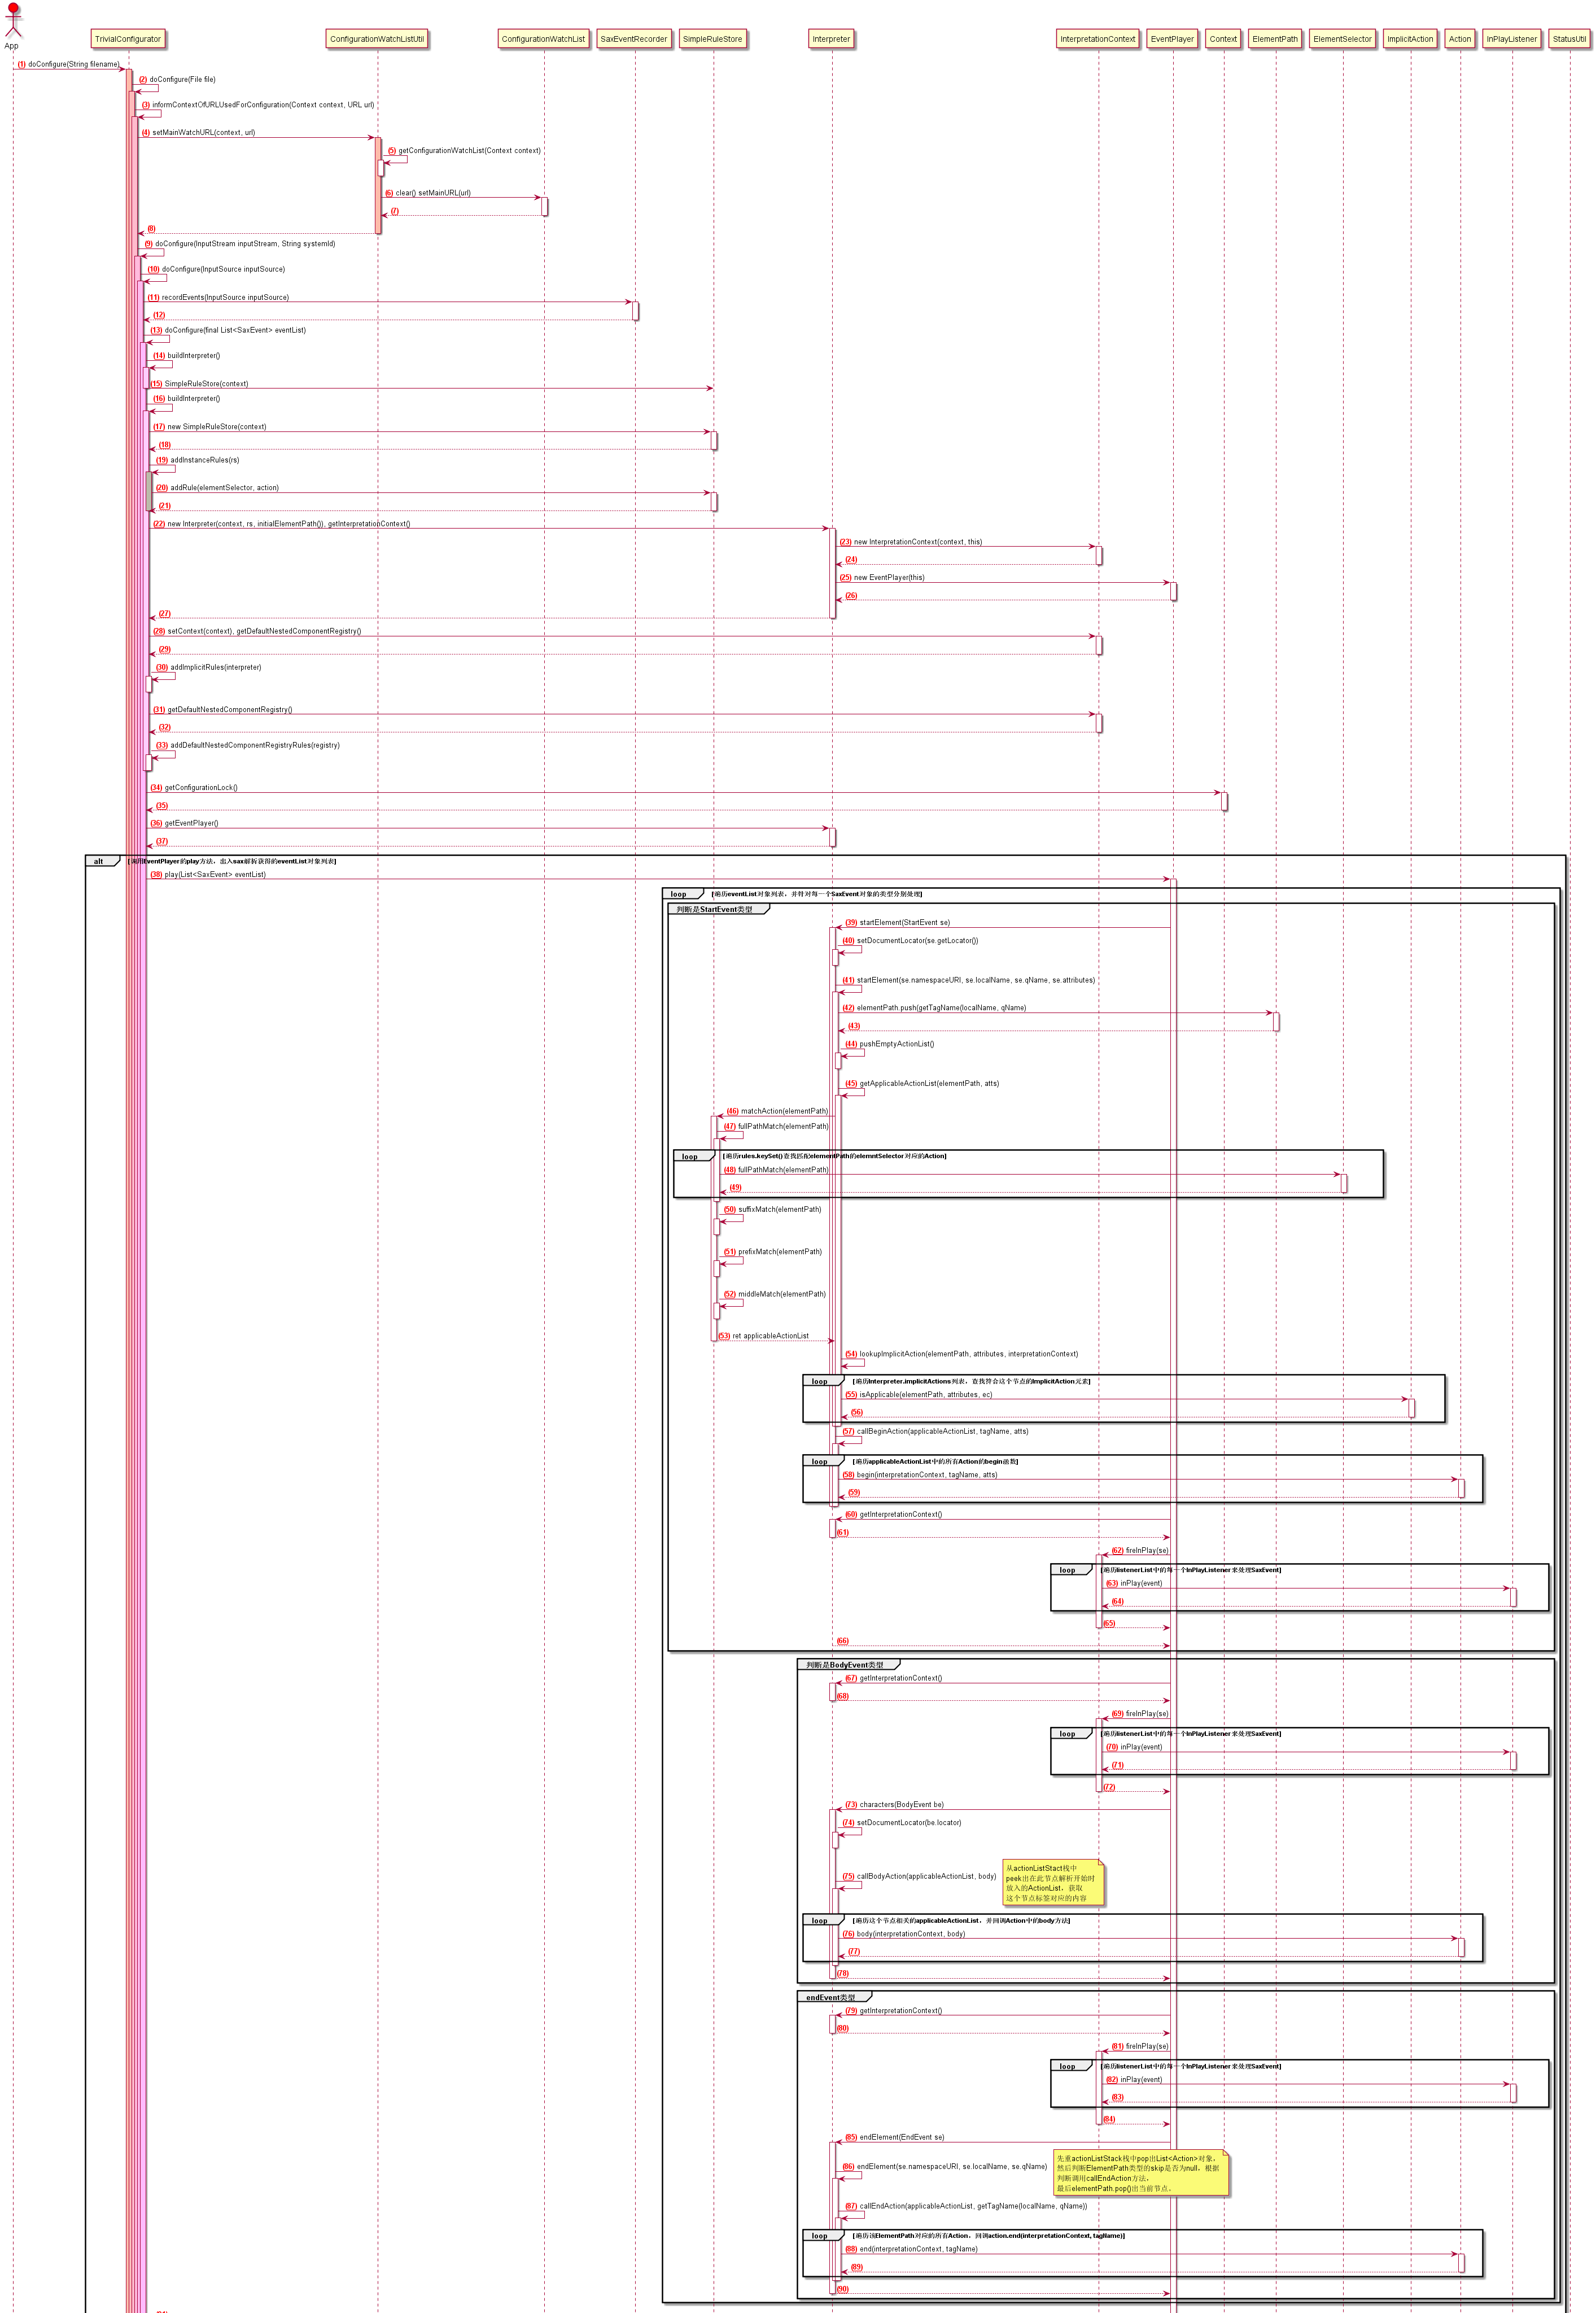 App
TrivialConfigurator
ConfigurationWatchListUtil
ConfigurationWatchList
SaxEventRecorder
SimpleRuleStore
Interpreter
InterpretationContext
EventPlayer
Context
ElementPath
ElementSelector
ImplicitAction
Action
InPlayListener
StatusUtil
(1) doConfigure(String filename)
(2) doConfigure(File file)
(3) informContextOfURLUsedForConfiguration(Context context, URL url)
(4) setMainWatchURL(context, url)
(5) getConfigurationWatchList(Context context)
(6) clear() setMainURL(url)
(7)
(8)
(9) doConfigure(InputStream inputStream, String systemId)
(10) doConfigure(InputSource inputSource)
(11) recordEvents(InputSource inputSource)
(12)
(13) doConfigure(final List<SaxEvent> eventList)
(14) buildInterpreter()
(15) SimpleRuleStore(context)
(16) buildInterpreter()
(17) new SimpleRuleStore(context)
(18)
(19) addInstanceRules(rs)
(20) addRule(elementSelector, action)
(21)
(22) new Interpreter(context, rs, initialElementPath()), getInterpretationContext()
(23) new InterpretationContext(context, this)
(24)
(25) new EventPlayer(this)
(26)
(27)
(28) setContext(context), getDefaultNestedComponentRegistry()
(29)
(30) addImplicitRules(interpreter)
(31) getDefaultNestedComponentRegistry()
(32)
(33) addDefaultNestedComponentRegistryRules(registry)
(34) getConfigurationLock()
(35)
(36) getEventPlayer()
(37)
alt [调用EventPlayer的play方法，出入sax解析获得的eventList对象列表]
(38) play(List<SaxEvent> eventList)
loop [遍历eventList对象列表，并针对每一个SaxEvent对象的类型分别处理]
判断是StartEvent类型
(39) startElement(StartEvent se)
(40) setDocumentLocator(se.getLocator())
(41) startElement(se.namespaceURI, se.localName, se.qName, se.attributes)
(42) elementPath.push(getTagName(localName, qName)
(43)
(44) pushEmptyActionList()
(45) getApplicableActionList(elementPath, atts)
(46) matchAction(elementPath)
(47) fullPathMatch(elementPath)
loop [遍历rules.keySet()查找匹配elementPath的elemntSelector对应的Action]
(48) fullPathMatch(elementPath)
(49)
(50) suffixMatch(elementPath)
(51) prefixMatch(elementPath)
(52) middleMatch(elementPath)
(53) ret applicableActionList
(54) lookupImplicitAction(elementPath, attributes, interpretationContext)
loop [遍历Interpreter.implicitActions列表，查找符合这个节点的ImplicitAction元素]
(55) isApplicable(elementPath, attributes, ec)
(56)
(57) callBeginAction(applicableActionList, tagName, atts)
loop [遍历applicableActionList中的所有Action的begin函数]
(58) begin(interpretationContext, tagName, atts)
(59)
(60) getInterpretationContext()
(61)
(62) fireInPlay(se)
loop [遍历listenerList中的每一个InPlayListener来处理SaxEvent]
(63) inPlay(event)
(64)
(65)
(66)
判断是BodyEvent类型
(67) getInterpretationContext()
(68)
(69) fireInPlay(se)
loop [遍历listenerList中的每一个InPlayListener来处理SaxEvent]
(70) inPlay(event)
(71)
(72)
(73) characters(BodyEvent be)
(74) setDocumentLocator(be.locator)
(75) callBodyAction(applicableActionList, body)
从actionListStact栈中
peek出在此节点解析开始时
放入的ActionList，获取
这个节点标签对应的内容
loop [遍历这个节点相关的applicableActionList，并回调Action中的body方法]
(76) body(interpretationContext, body)
(77)
(78)
endEvent类型
(79) getInterpretationContext()
(80)
(81) fireInPlay(se)
loop [遍历listenerList中的每一个InPlayListener来处理SaxEvent]
(82) inPlay(event)
(83)
(84)
(85) endElement(EndEvent se)
(86) endElement(se.namespaceURI, se.localName, se.qName)
先重actionListStack栈中pop出List<Action>对象，
然后判断ElementPath类型的skip是否为null，根据
判断调用callEndAction方法，
最后elementPath.pop()出当前节点。
(87) callEndAction(applicableActionList, getTagName(localName, qName))
loop [遍历该ElementPath对应的所有Action，回调action.end(interpretationContext, tagName)]
(88) end(interpretationContext, tagName)
(89)
(90)